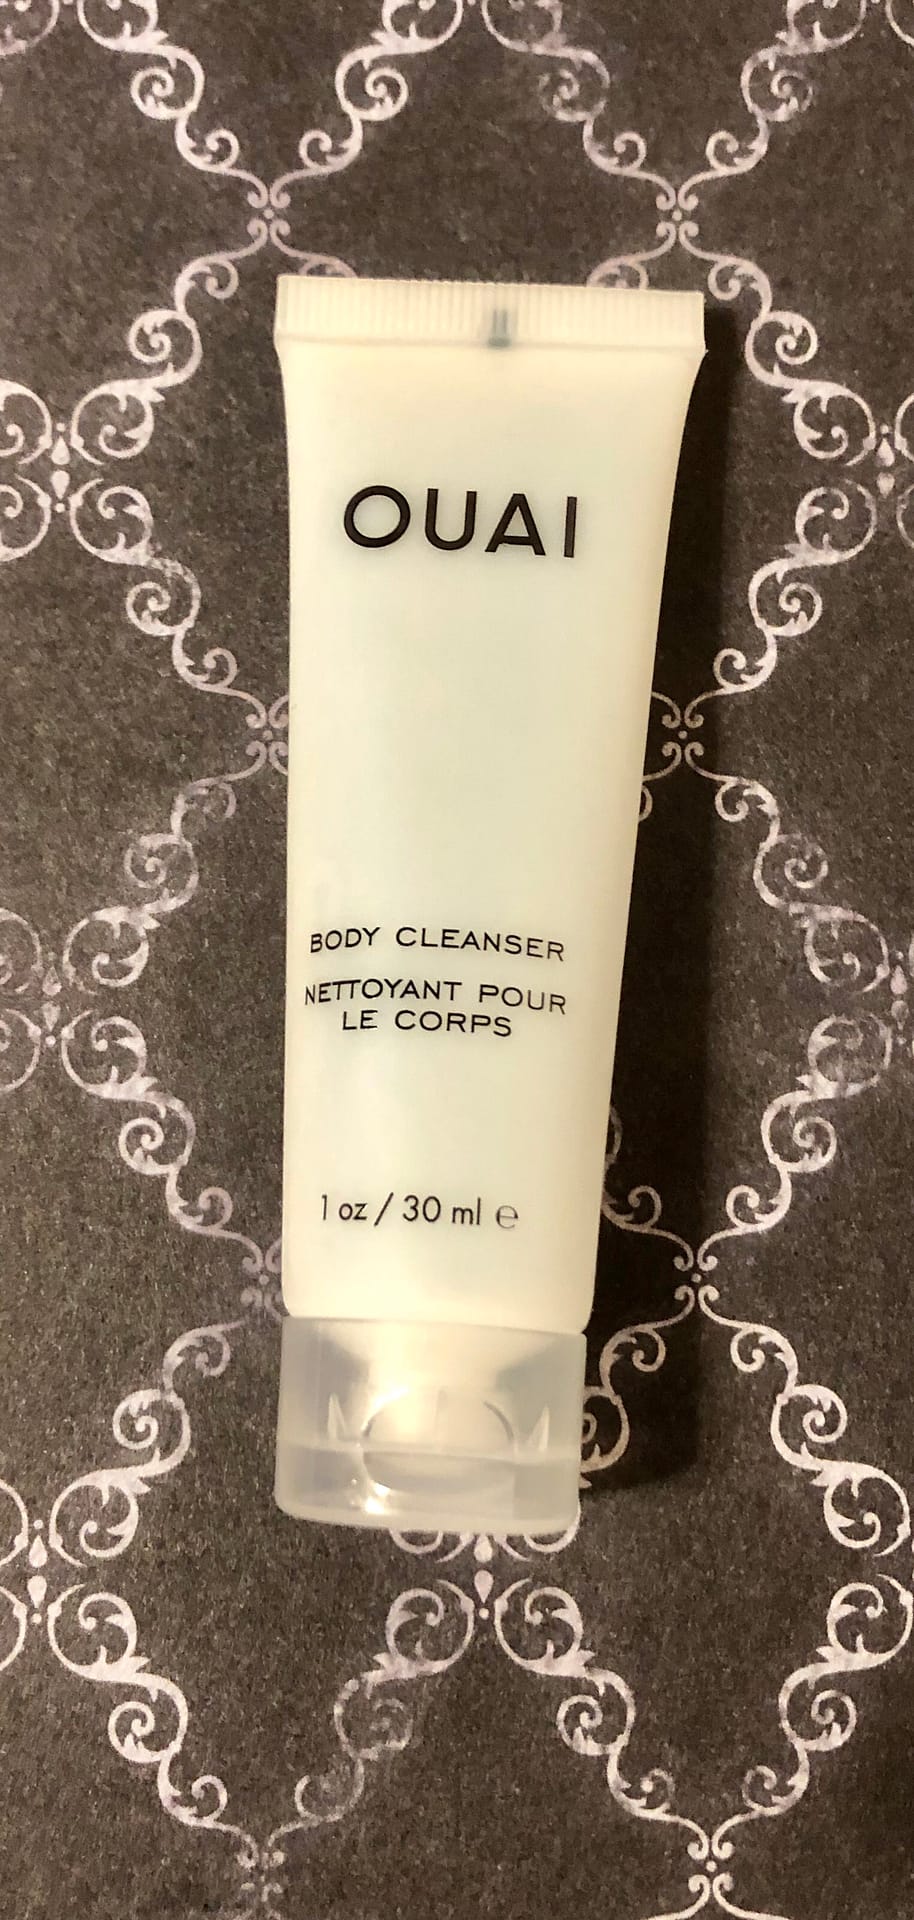 OUAI
BODY CLEANSER
NETTOYANT POUR
LE CORPS
1 oz / 30 ml ℮